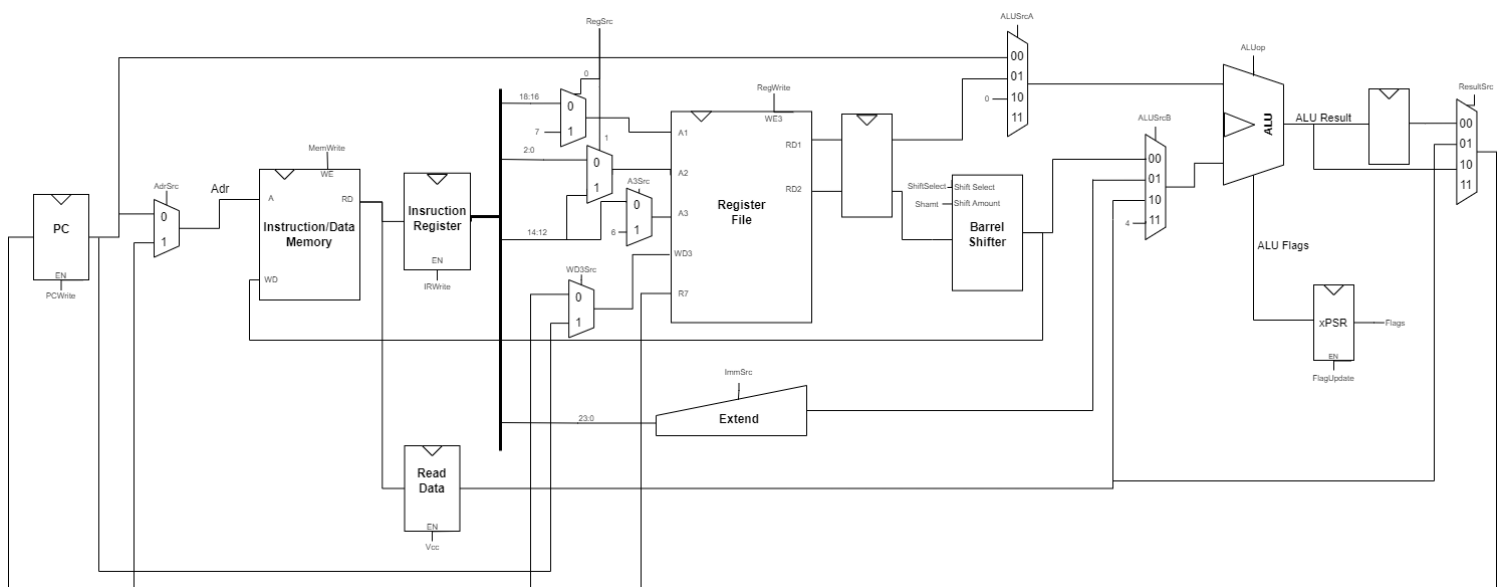 RegSrc
ALUSrcA
ALUop
ResultSrc
0
00
01
10
11
0
18:16
0
1
7
1
2:0
0
1
A3Src
0
1
6
14:12
RegWrite
WE3
A1
A2
A3
WD3
R7
RD1
RD2
Register
File
ALUSrcB
00
01
10
11
4
ALU
ALU Result
00
01
10
11
MemWrite
WE
A
RD
Instruction/Data
Memory
WD
AdrSrc
Adr
0
1
PC
EN
PCWrite
Insruction
Register
EN
IRWrite
ShiftSelect
Shift Select
Shamt
Shift Amount
Barrel
Shifter
WD3Src
0
1
ALU Flags
xPSR
EN
Flags
FlagUpdate
ImmSrc
Extend
23:0
Read
Data
EN
Vcc